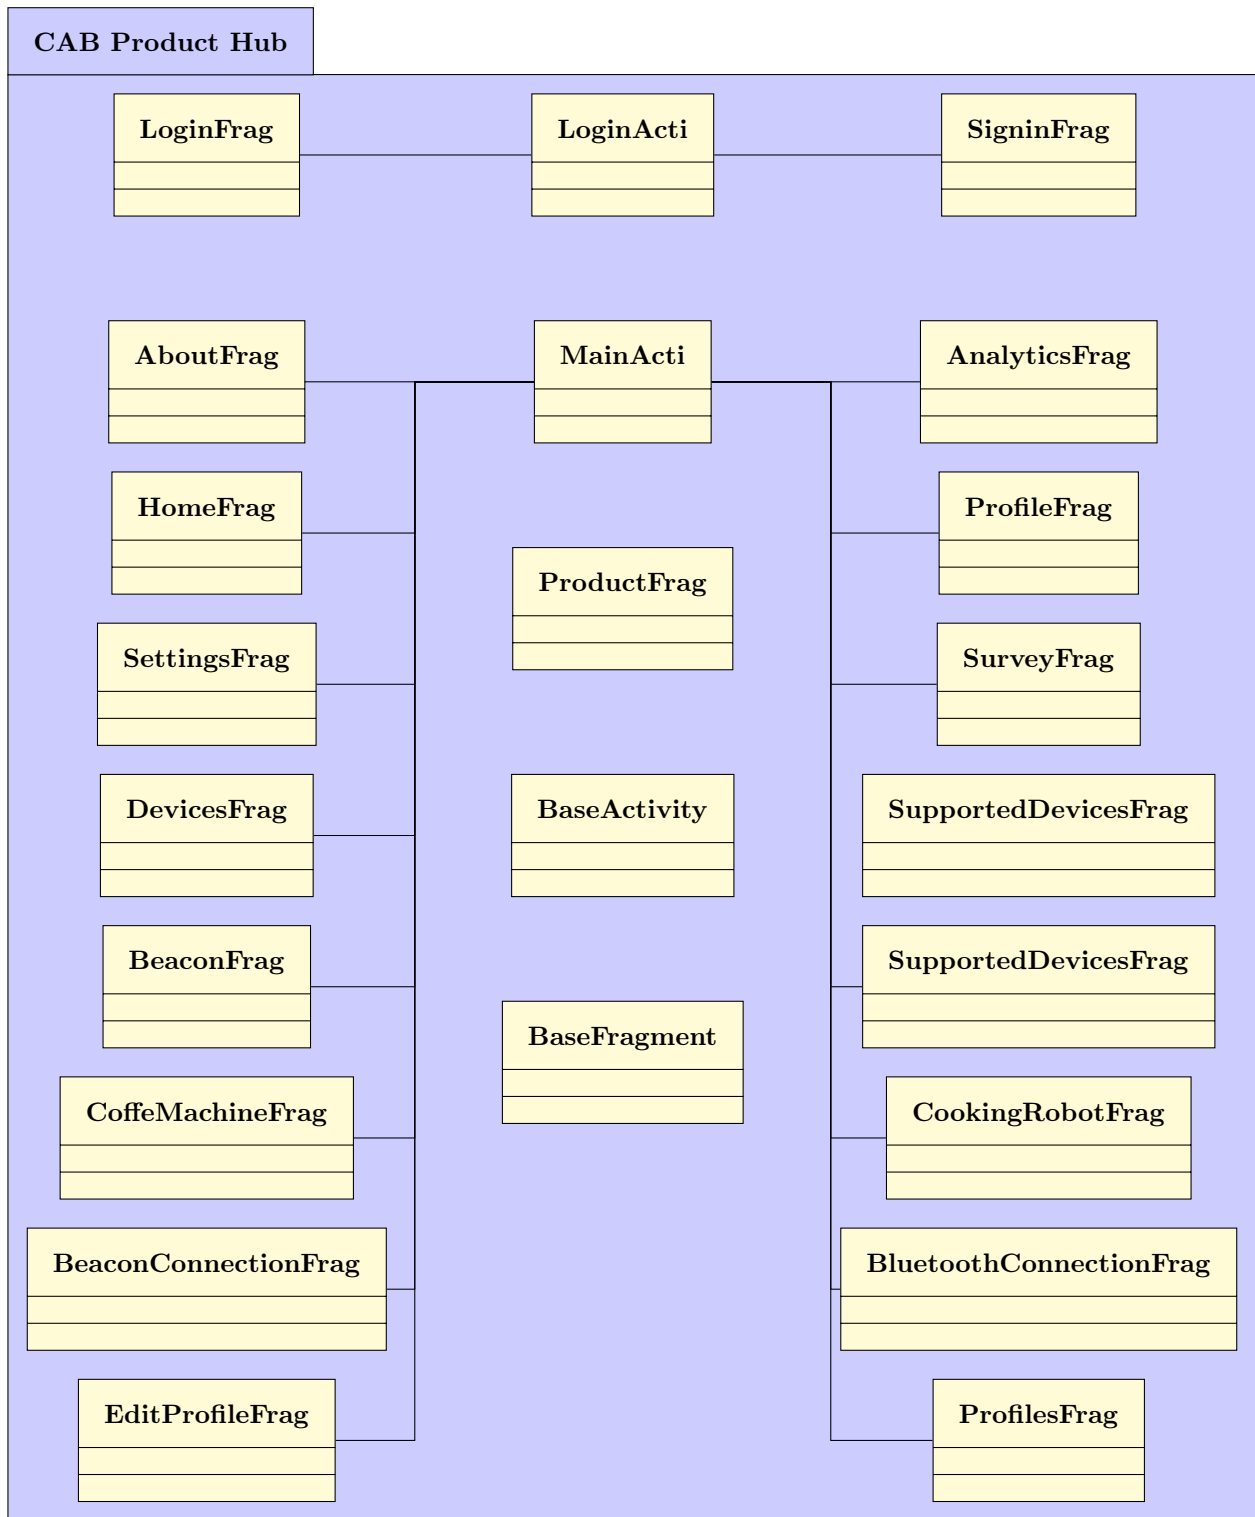 CAB Product Hub
LoginFrag
LoginActi
SigninFrag
AboutFrag
MainActi
AnalyticsFrag
HomeFrag
ProfileFrag
ProductFrag
SettingsFrag
SurveyFrag
DevicesFrag
BaseActivity
SupportedDevicesFrag
BeaconFrag
SupportedDevicesFrag
BaseFragment
CoffeMachineFrag
CookingRobotFrag
BeaconConnectionFrag
BluetoothConnectionFrag
EditProfileFrag
ProfilesFrag